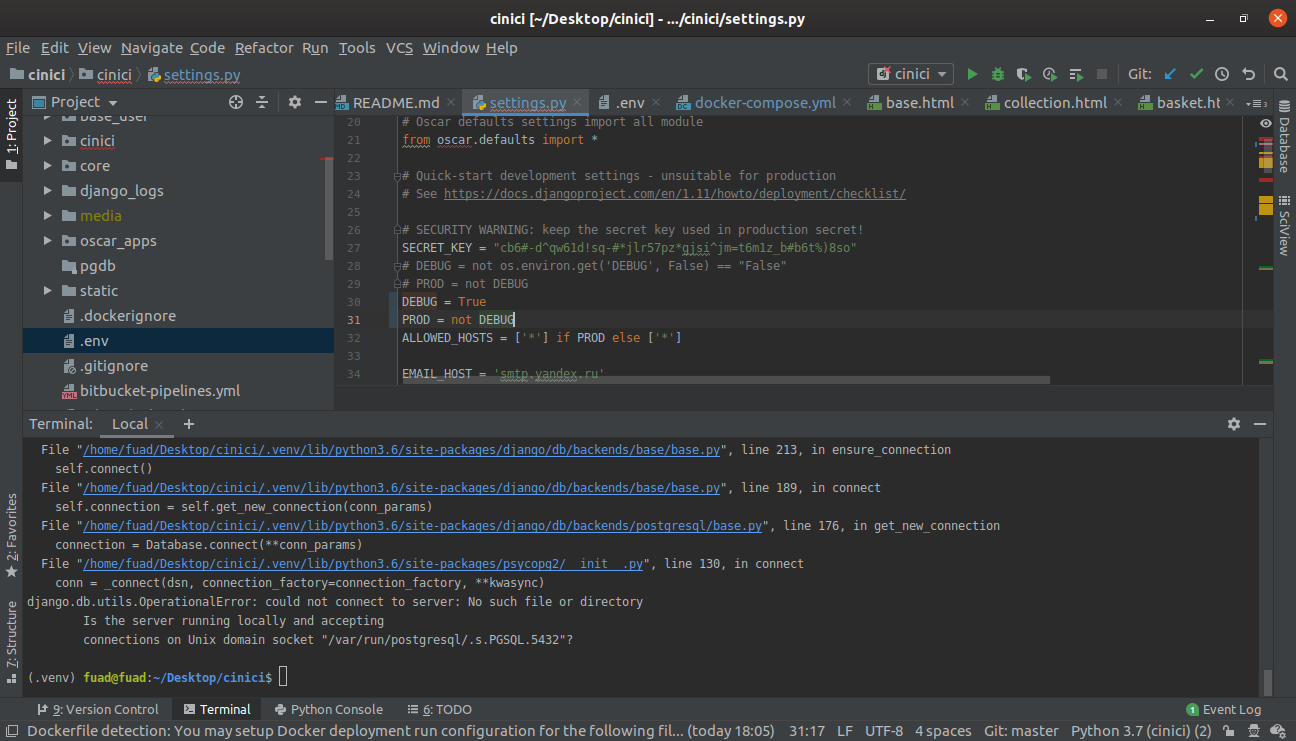 cinici [~/Desktop/cinici] - .../cinici/settings.py
File Edit View Navigate Code Refactor Run Tools VCS Window Help
cinici cinici settings.py
cinici
Git:
1: Project
Project
README.md settings.py .env docker-compose.yml base.html collection.html basket.ht
3
base_user
cinici
core
django_logs
media
oscar_apps
pgdb
static
.dockerignore
.env
.gitignore
bitbucket-pipelines.yml
20 # Oscar defaults settings import all module
21 from oscar.defaults import *
22
23 # Quick-start development settings - unsuitable for production
24 # See https://docs.djangoproject.com/en/1.11/howto/deployment/checklist/
25
26 # SECURITY WARNING: keep the secret key used in production secret!
27 SECRET_KEY = "cb6#-d^qw61d!sq-#*jlr57pz*gjsi^jm=t6m1z_b#b6t%)8so"
28 # DEBUG = not os.environ.get('DEBUG', False) == "False"
29 # PROD = not DEBUG
30 DEBUG = True
31 PROD = not DEBUG
32 ALLOWED_HOSTS = ['*'] if PROD else ['*']
33
34 EMAIL_HOST = 'smtp.yandex.ru'
Database
SciView
Terminal: Local
File "/home/fuad/Desktop/cinici/.venv/lib/python3.6/site-packages/django/db/backends/base/base.py", line 213, in ensure_connection
self.connect()
File "/home/fuad/Desktop/cinici/.venv/lib/python3.6/site-packages/django/db/backends/base/base.py", line 189, in connect
self.connection = self.get_new_connection(conn_params)
File "/home/fuad/Desktop/cinici/.venv/lib/python3.6/site-packages/django/db/backends/postgresql/base.py", line 176, in get_new_connection
connection = Database.connect(**conn_params)
File "/home/fuad/Desktop/cinici/.venv/lib/python3.6/site-packages/psycopg2/__init__.py", line 130, in connect
conn = _connect(dsn, connection_factory=connection_factory, **kwasync)
django.db.utils.OperationalError: could not connect to server: No such file or directory
Is the server running locally and accepting
connections on Unix domain socket "/var/run/postgresql/.s.PGSQL.5432"?
(.venv) fuad@fuad:~/Desktop/cinici$
2: Favorites
7: Structure
9: Version Control Terminal Python Console 6: TODO 1 Event Log
Dockerfile detection: You may setup Docker deployment run configuration for the following fil... (today 18:05) 31:17 LF UTF-8 4 spaces Git: master Python 3.7 (cinici) (2)